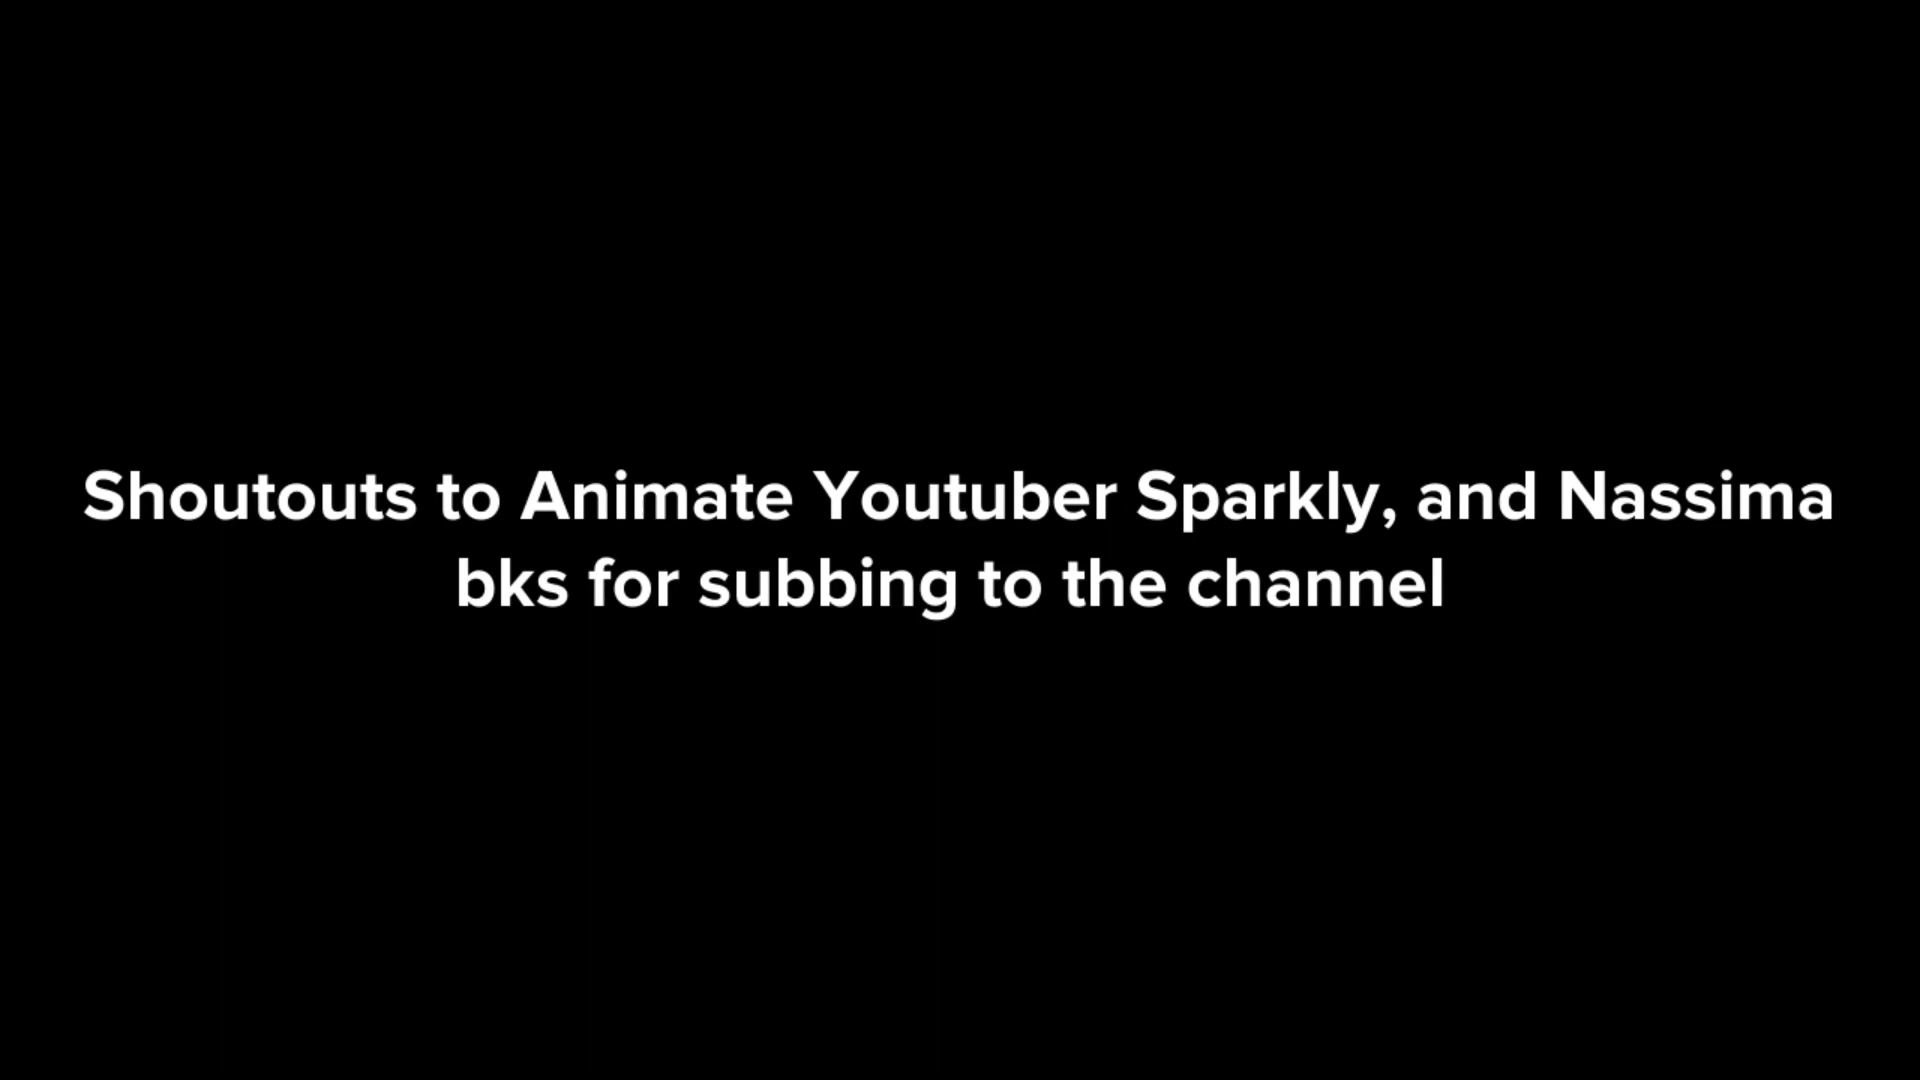 Shoutouts to Animate Youtuber Sparkly, and Nassima
bks for subbing to the channel